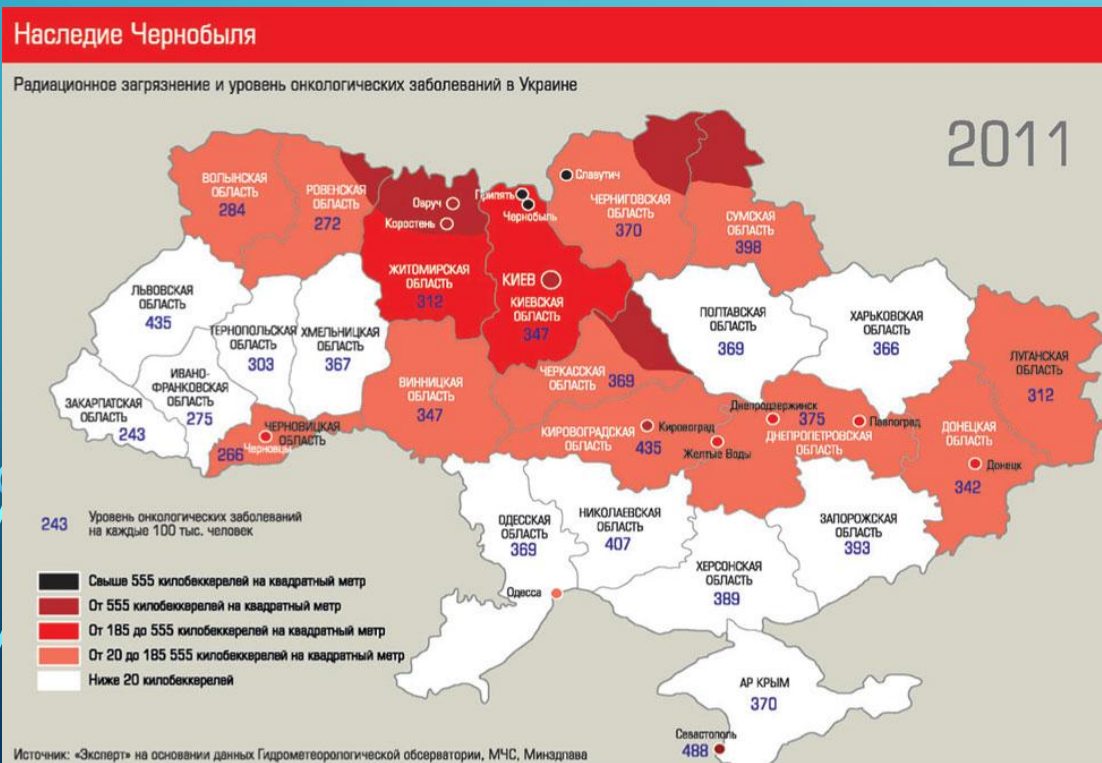 Наследие Чернобыля
Радиационное загрязнение и уровень онкологических заболеваний в Украине
2011
ВОЛЫНСКАЯ
ОБЛАСТЬ
284
РОВЕНСКАЯ
ОБЛАСТЬ
272
Овруч
Коростень
ЖИТОМИРСКАЯ
ОБЛАСТЬ
312
Припять
Чернобыль
КИЕВ
КИЕВСКАЯ
ОБЛАСТЬ
347
Славутич
ЧЕРНИГОВСКАЯ
ОБЛАСТЬ
370
СУМСКАЯ
ОБЛАСТЬ
398
ЛЬВОВСКАЯ
ОБЛАСТЬ
435
ТЕРНОПОЛЬСКАЯ
ОБЛАСТЬ
303
ХМЕЛЬНИЦКАЯ
ОБЛАСТЬ
367
ПОЛТАВСКАЯ
ОБЛАСТЬ
369
ХАРЬКОВСКАЯ
ОБЛАСТЬ
366
ЛУГАНСКАЯ
ОБЛАСТЬ
312
ИВАНО-
ФРАНКОВСКАЯ
ОБЛАСТЬ
275
ЗАКАРПАТСКАЯ
ОБЛАСТЬ
243
ЧЕРНОВИЦКАЯ
ОБЛАСТЬ
266
Черновцы
ВИННИЦКАЯ
ОБЛАСТЬ
347
ЧЕРКАССКАЯ
ОБЛАСТЬ 369
КИРОВОГРАДСКАЯ
ОБЛАСТЬ
435
Кировоград
Желтые Воды
Днепродзержинск
375
Павлоград
ДНЕПРОПЕТРОВСКАЯ
ОБЛАСТЬ
ДОНЕЦКАЯ
ОБЛАСТЬ
Донецк
342
ОДЕССКАЯ
ОБЛАСТЬ
369
Одесса
НИКОЛАЕВСКАЯ
ОБЛАСТЬ
407
ЗАПОРОЖСКАЯ
ОБЛАСТЬ
393
ХЕРСОНСКАЯ
ОБЛАСТЬ
389
АР КРЫМ
370
Севастополь
488
243 Уровень онкологических заболеваний
на каждые 100 тыс. человек
Свыше 555 килобеккерелей на квадратный метр
От 555 килобеккерелей на квадратный метр
От 185 до 555 килобеккерелей на квадратный метр
От 20 до 185 555 килобеккерелей на квадратный метр
Ниже 20 килобеккерелей
Источник: «Эксперт» на основании данных Гидрометеорологической обсерватории, МЧС, Минздрава